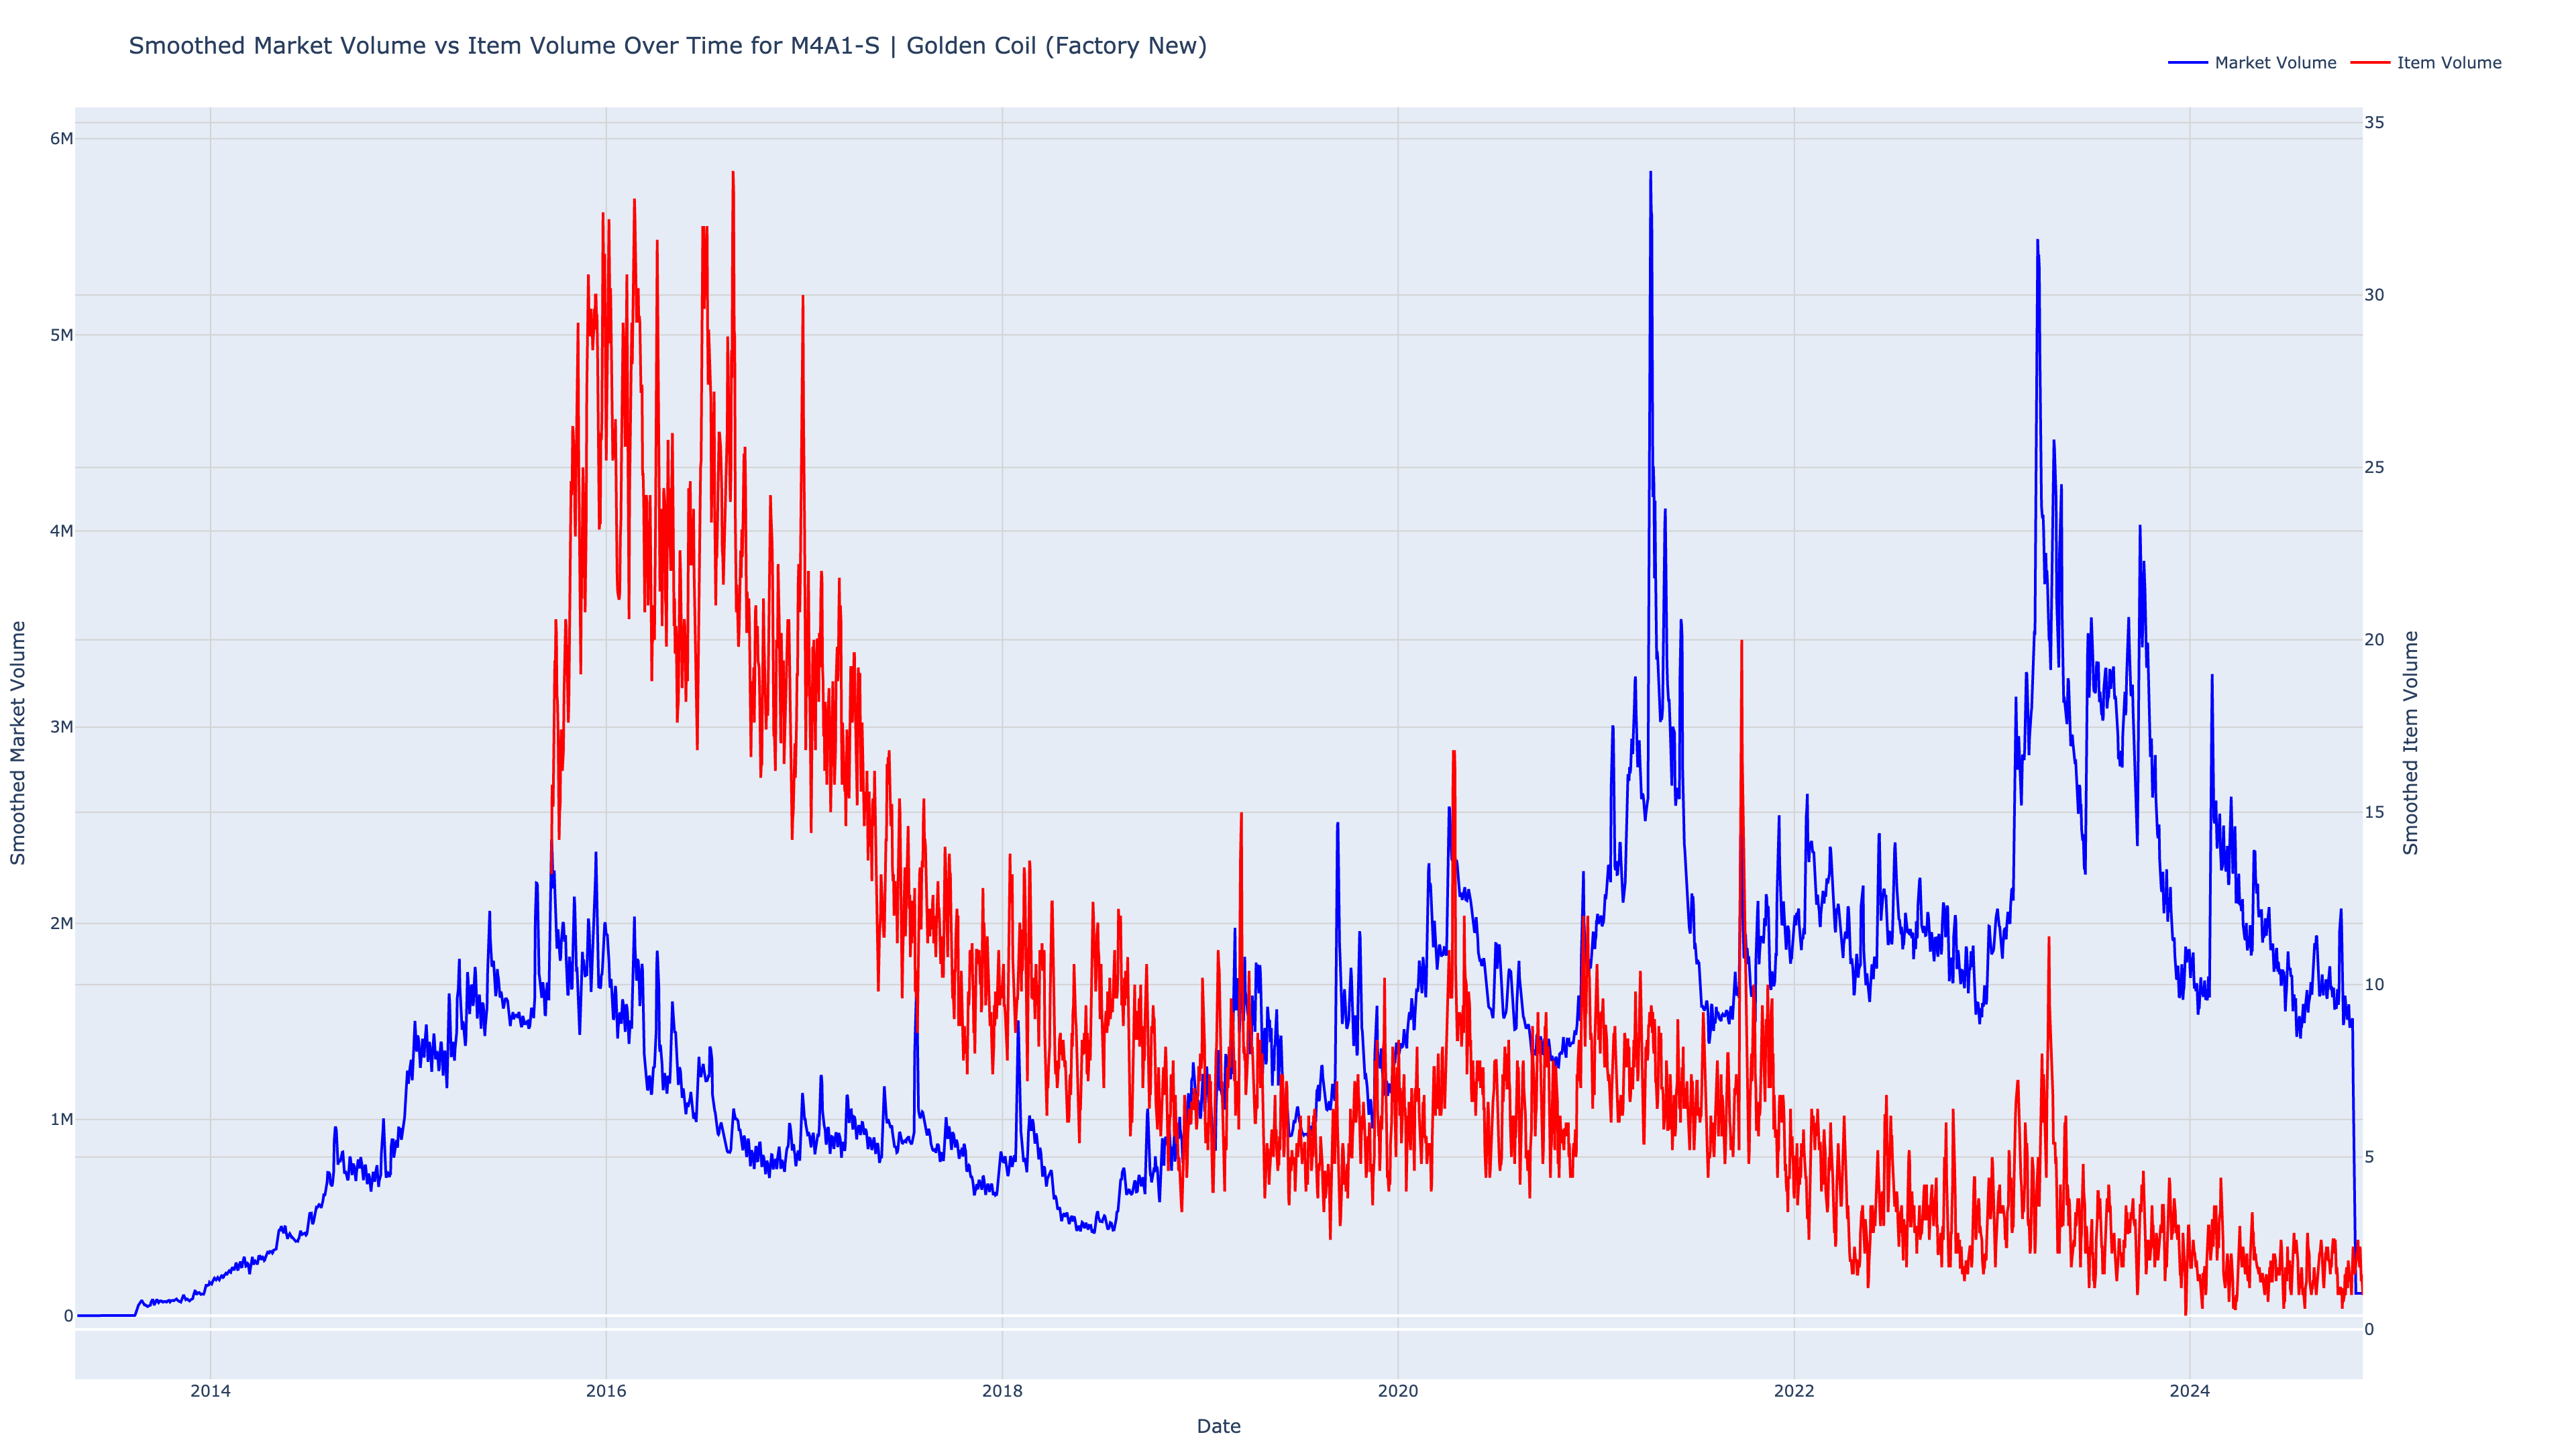 Smoothed Market Volume vs Item Volume Over Time for M4A1-S | Golden Coil (Factory New)
Market Volume
Item Volume
6M
5M
4M
3M
2M
1M
0
Smoothed Market Volume
35
30
25
20
15
10
5
0
Smoothed Item Volume
2014
2016
2018
2020
2022
2024
Date